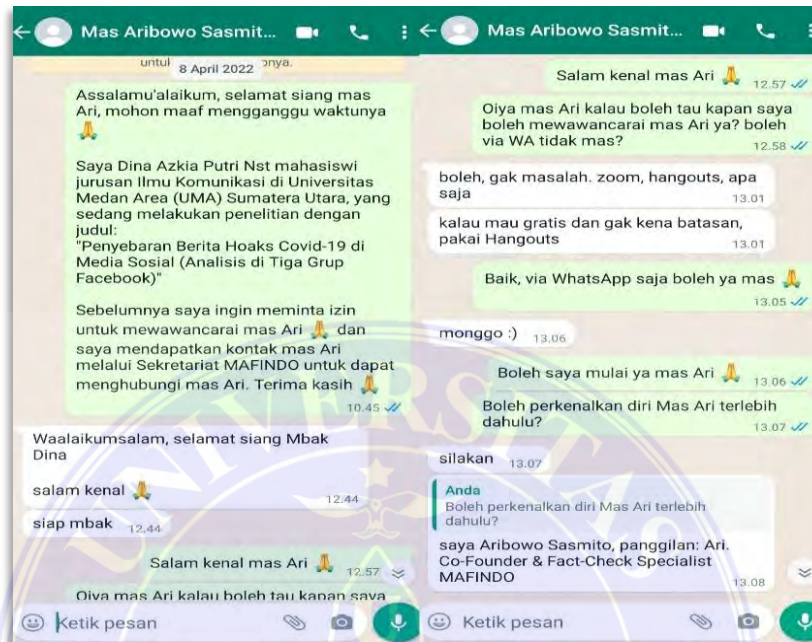 Mas Aribowo Sasmit...
untul
onya.
8 April 2022
Assalamu'alaikum, selamat siang mas
Ari, mohon maaf mengganggu waktunya
🙏
Saya Dina Azkia Putri Nst mahasiswi
jurusan Ilmu Komunikasi di Universitas
Medan Area (UMA) Sumatera Utara, yang
sedang melakukan penelitian dengan
judul:
"Penyebaran Berita Hoaks Covid-19 di
Media Sosial (Analisis di Tiga Grup
Facebook)"
Sebelumnya saya ingin meminta izin
untuk mewawancarai mas Ari 🙏 dan
saya mendapatkan kontak mas Ari
melalui Sekretariat MAFINDO untuk dapat
menghubungi mas Ari. Terima kasih 🙏
10.45
Waalaikumsalam, selamat siang Mbak
Dina
salam kenal 🙏
12.44
siap mbak 12.44
Salam kenal mas Ari 🙏 12.57
Oiya mas Ari kalau boleh tau kapan saya
Ketik pesan
Mas Aribowo Sasmit...
Salam kenal mas Ari 🙏 12.57
Oiya mas Ari kalau boleh tau kapan saya
boleh mewawancarai mas Ari ya? boleh
via WA tidak mas?
12.58
boleh, gak masalah. zoom, hangouts, apa
saja
13.01
kalau mau gratis dan gak kena batasan,
pakai Hangouts
13.01
Baik, via WhatsApp saja boleh ya mas 🙏
13.05
monggo :) 13.06
Boleh saya mulai ya mas Ari 🙏 13.06
Boleh perkenalkan diri Mas Ari terlebih
dahulu?
13.07
silakan 13.07
Anda
Boleh perkenalkan diri Mas Ari terlebih
dahulu?
saya Aribowo Sasmito, panggilan: Ari.
Co-Founder & Fact-Check Specialist
MAFINDO
13.08
Ketik pesan
UNIVERSITAS